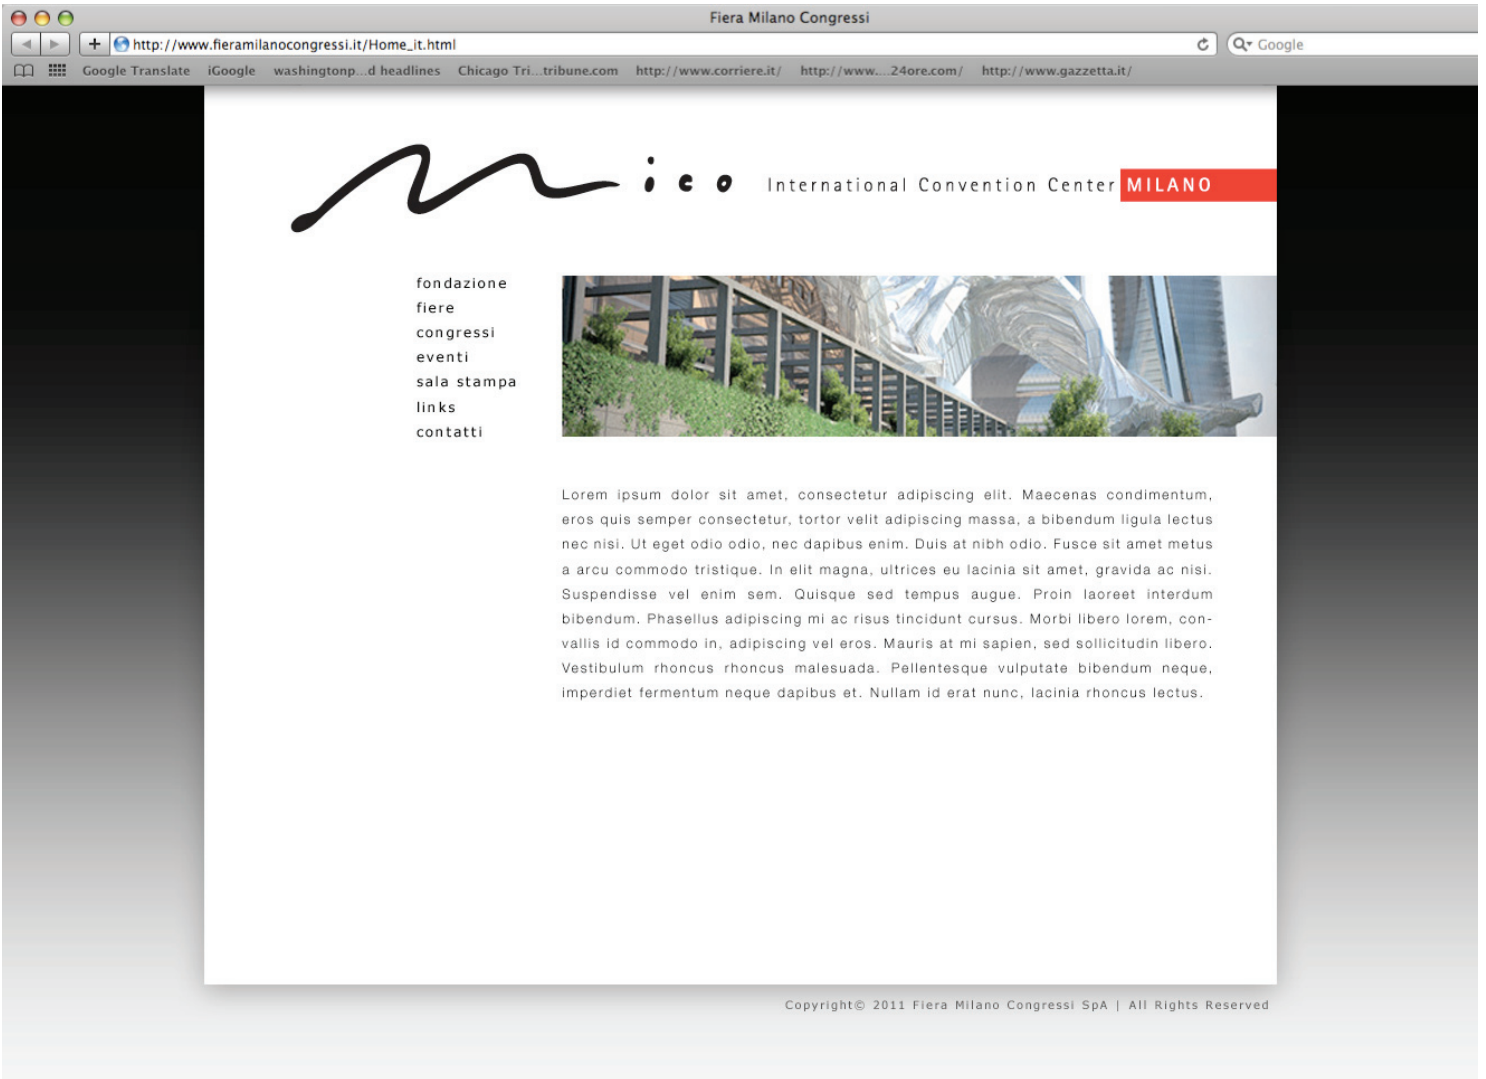 Fiera Milano Congressi
http://www.fieramilanocongressi.it/Home_it.html
Google
Google Translate iGoogle washingtonp...d headlines Chicago Tri...tribune.com http://www.corriere.it/ http://www....24ore.com/ http://www.gazzetta.it/
Mico International Convention Center MILANO
fondazione
fiere
congressi
eventi
sala stampa
links
contatti
Lorem ipsum dolor sit amet, consectetur adipiscing elit. Maecenas condimentum,
eros quis semper consectetur, tortor velit adipiscing massa, a bibendum ligula lectus
nec nisi. Ut eget odio odio, nec dapibus enim. Duis at nibh odio. Fusce sit amet metus
a arcu commodo tristique. In elit magna, ultrices eu lacinia sit amet, gravida ac nisi.
Suspendisse vel enim sem. Quisque sed tempus augue. Proin laoreet interdum
bibendum. Phasellus adipiscing mi ac risus tincidunt cursus. Morbi libero lorem, con-
vallis id commodo in, adipiscing vel eros. Mauris at mi sapien, sed sollicitudin libero.
Vestibulum rhoncus rhoncus malesuada. Pellentesque vulputate bibendum neque,
imperdiet fermentum neque dapibus et. Nullam id erat nunc, lacinia rhoncus lectus.
Copyright© 2011 Fiera Milano Congressi SpA | All Rights Reserved